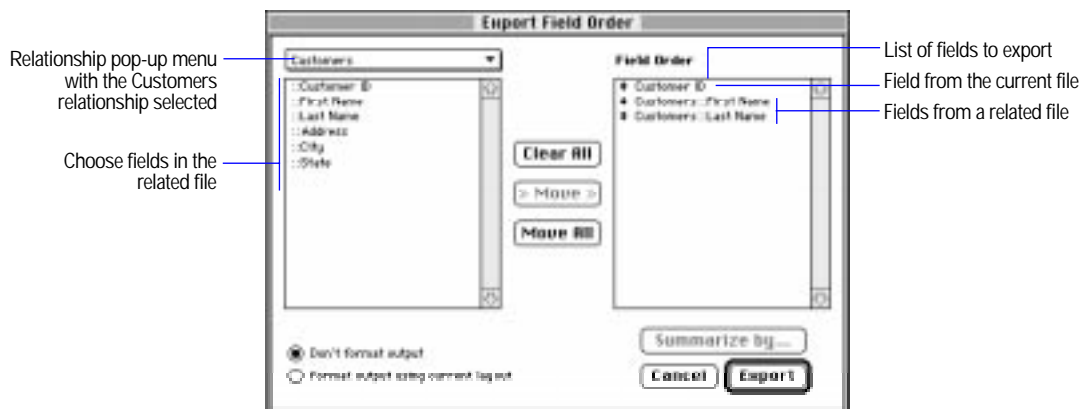 Export Field Order
Relationship pop-up menu
with the Customers
relationship selected
Choose fields in the
related file
Customers
::Customer ID
::First Name
::Last Name
::Address
::City
::State
Clear All
» Move »
Move All
Field Order
Customer ID
Customers::First Name
Customers::Last Name
List of fields to export
Field from the current file
Fields from a related file
Don't format output
Format output using current layout
Summarize by...
Cancel
Export